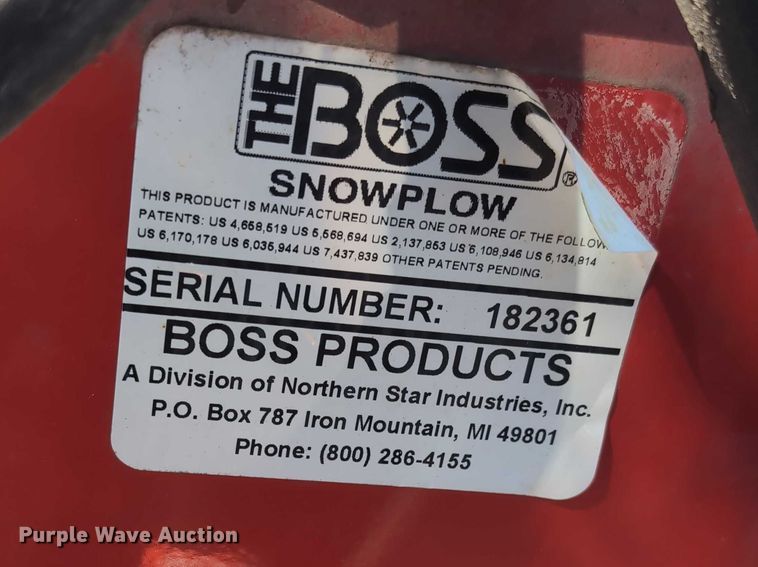 THE BOSS®
SNOWPLOW
THIS PRODUCT IS MANUFACTURED UNDER ONE OR MORE OF THE FOLLOW
PATENTS: US 4,658,519 US 5,568,694 US 2,137,853 US 6,108,946 US 6,134,814
US 6,170,178 US 6,035,944 US 7,437,839 OTHER PATENTS PENDING.
SERIAL NUMBER: 182361
BOSS PRODUCTS
A Division of Northern Star Industries, Inc.
P.O. Box 787 Iron Mountain, MI 49801
Phone: (800) 286-4155
Purple Wave Auction